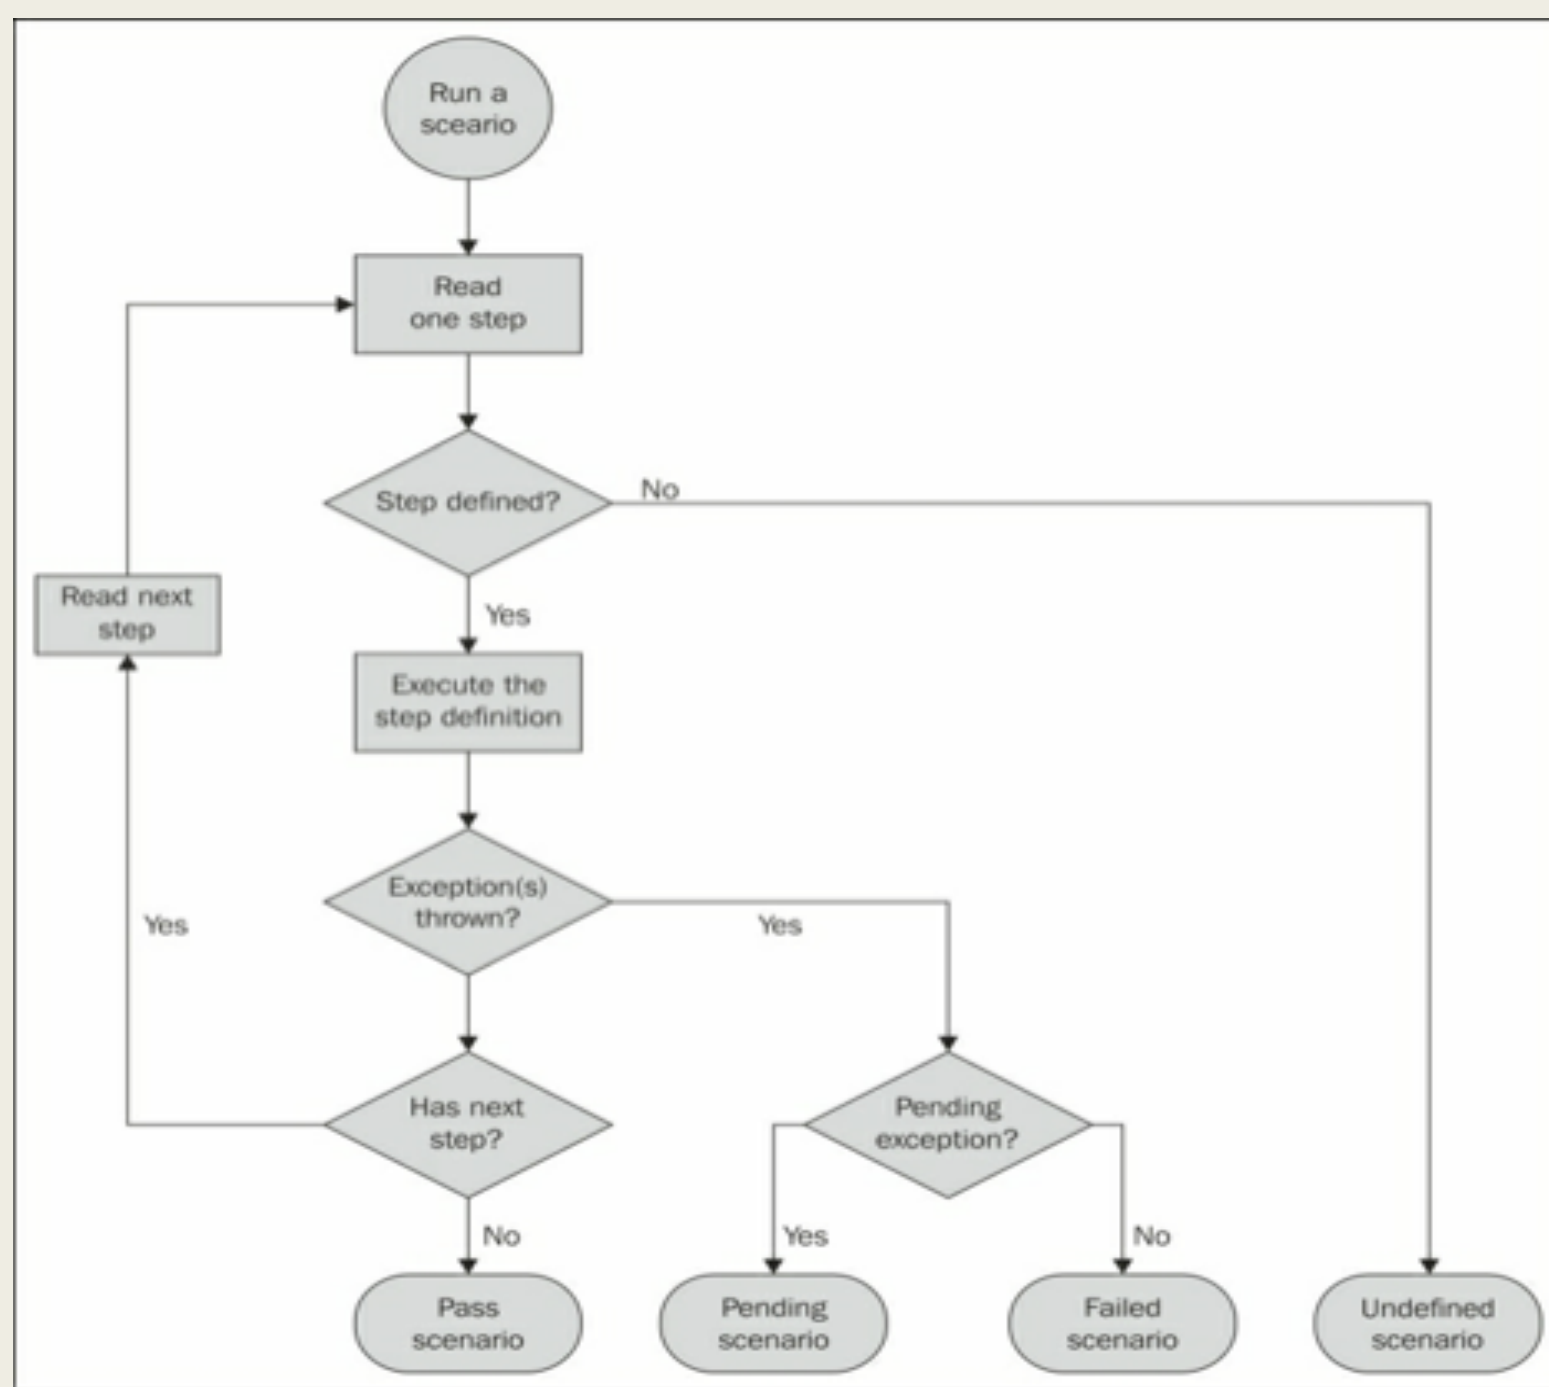 Run a
sceario
Read
one step
Step defined?
No
Read next
step
Yes
Execute the
step definition
Exception(s)
thrown?
Yes
Yes
Has next
step?
Pending
exception?
No
Yes
No
Pass
scenario
Pending
scenario
Failed
scenario
Undefined
scenario